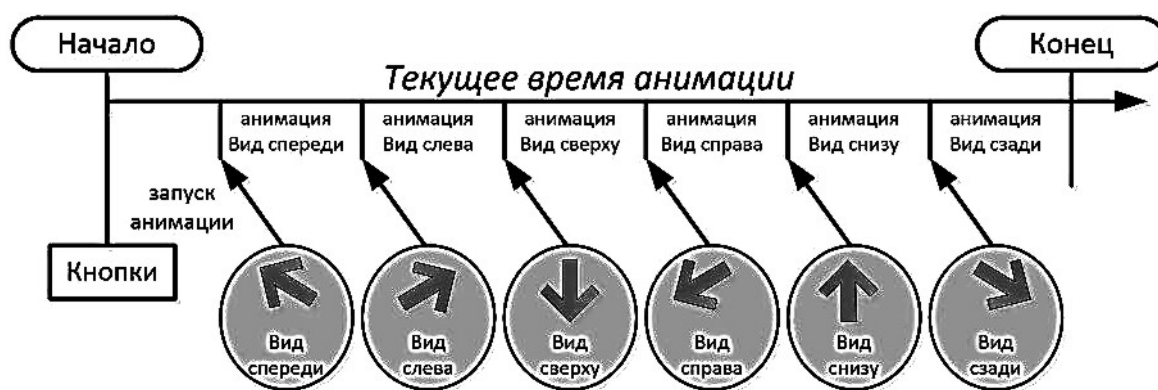 Начало
Конец
Текущее время анимации
анимация
Вид спереди
анимация
Вид слева
анимация
Вид сверху
анимация
Вид справа
анимация
Вид снизу
анимация
Вид сзади
запуск
анимации
Кнопки
Вид
спереди
Вид
слева
Вид
сверху
Вид
справа
Вид
снизу
Вид
сзади